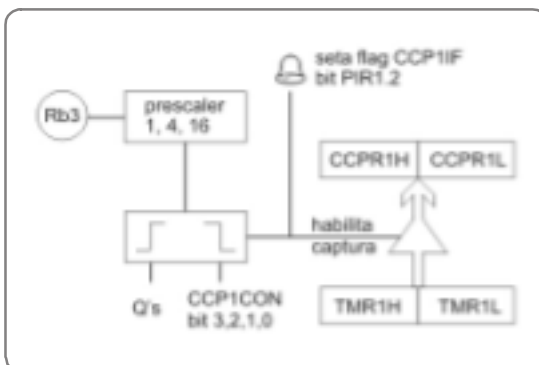 seta flag CCP1IF
bit PIR1.2
Rb3
prescaler
1, 4, 16
CCPR1H
CCPR1L
habilita
captura
Q's
CCP1CON
bit 3,2,1,0
TMR1H
TMR1L